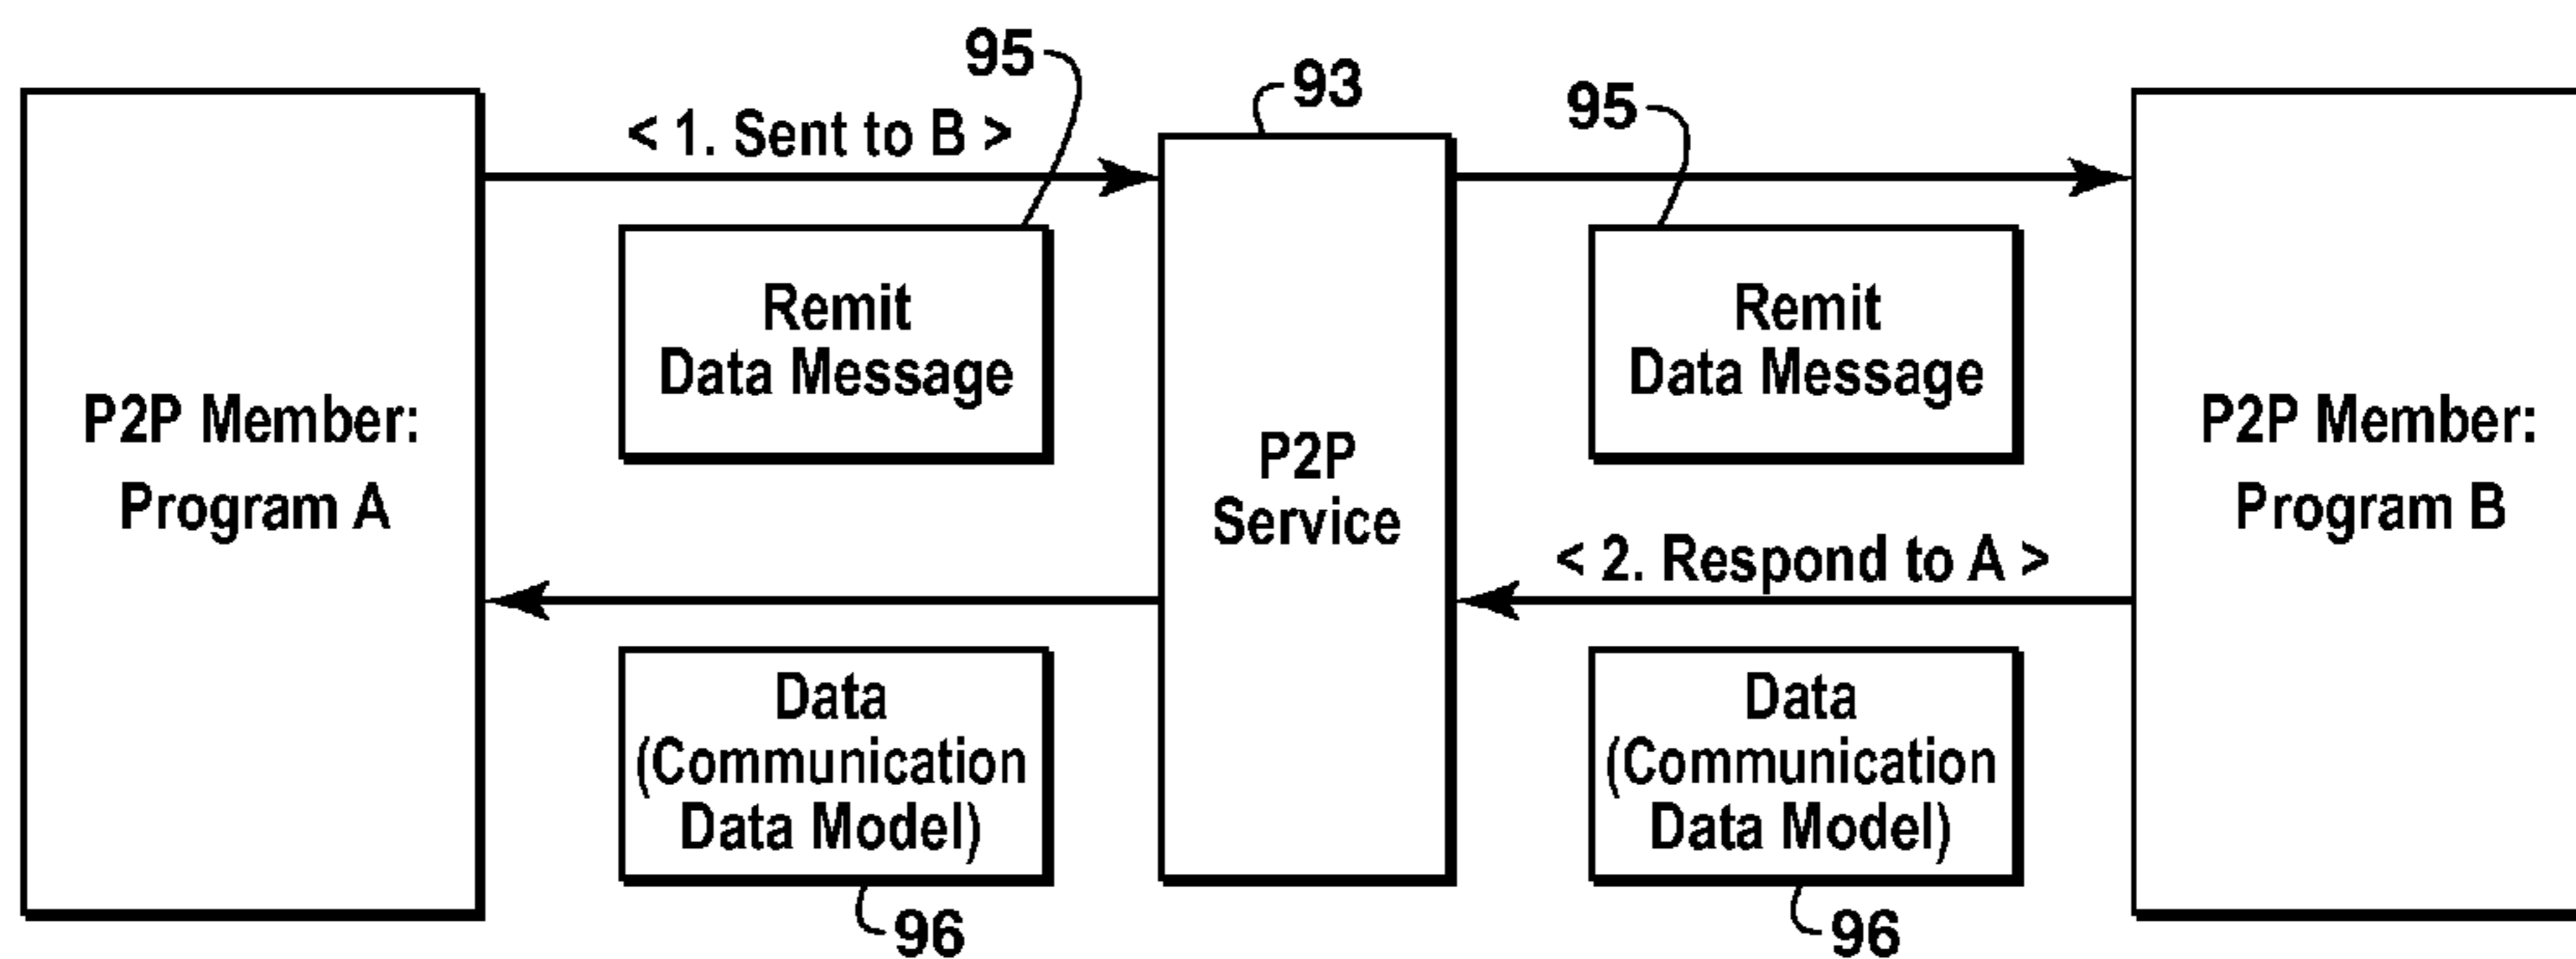 95
93
95
< 1. Sent to B >
Remit
Data Message
Remit
Data Message
P2P Member:
Program A
P2P
Service
P2P Member:
Program B
< 2. Respond to A >
Data
(Communication
Data Model)
Data
(Communication
Data Model)
96
96